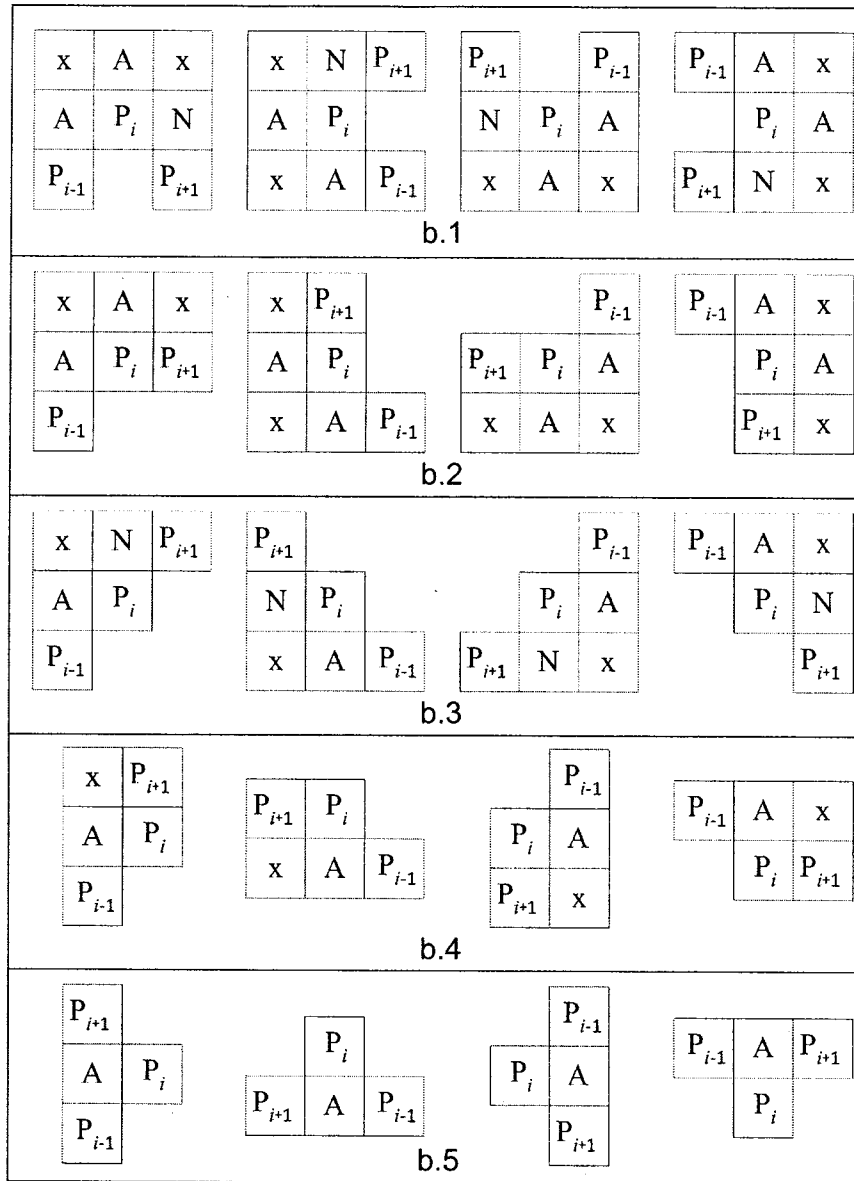 x A x x N P_{i+1} P_{i+1} P_{i-1} P_{i-1} A x
A P_i N A P_i N P_i A P_i A
P_{i-1} P_{i+1} x A P_{i-1} x A x P_{i+1} N x
b.1
x A x x P_{i+1} P_{i-1} P_{i-1} A x
A P_i P_{i+1} A P_i P_{i+1} P_i A P_i A
P_{i-1} x A P_{i-1} x A x P_{i+1} x
b.2
x N P_{i+1} P_{i+1} P_{i-1} P_{i-1} A x
A P_i N P_i P_i A P_i N
P_{i-1} x A P_{i-1} P_{i+1} N x P_{i+1}
b.3
x P_{i+1} P_{i+1} P_i P_{i-1} P_{i-1} A x
A P_i x A P_{i-1} P_i A P_i P_{i+1}
P_{i-1} P_{i+1} x
b.4
P_{i+1} P_i P_{i-1} P_{i-1} A P_{i+1}
A P_i P_{i+1} A P_{i-1} P_i A P_i
P_{i-1} P_{i+1}
b.5